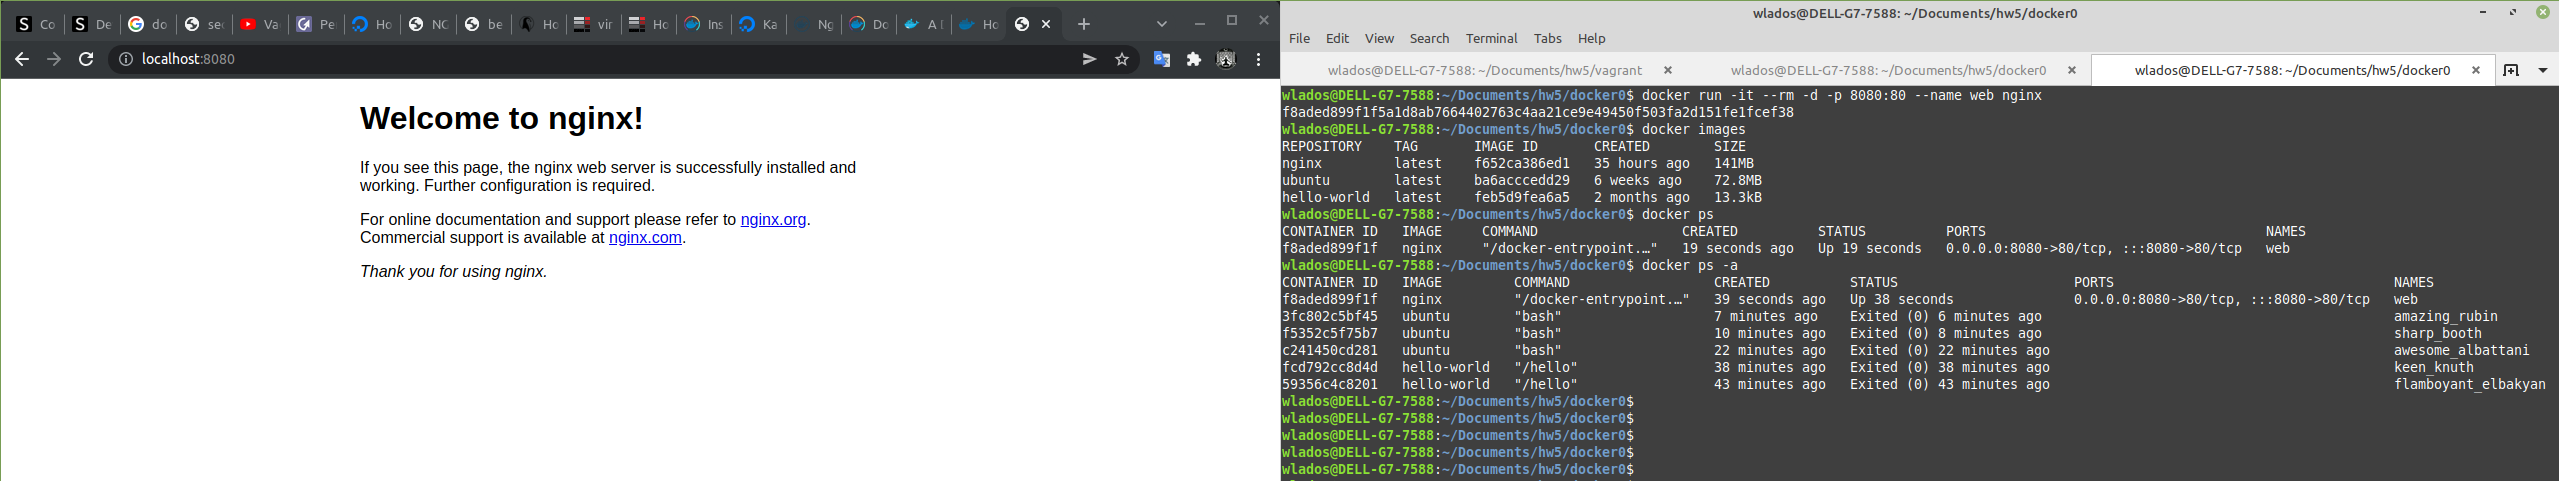 Co
De
do
sec
Va
Pe
Ho
NC
be
Ho
vir
Ho
Ins
Ka
Ng
Do
A D
Ho
localhost:8080
Welcome to nginx!
If you see this page, the nginx web server is successfully installed and
working. Further configuration is required.
For online documentation and support please refer to nginx.org.
Commercial support is available at nginx.com.
Thank you for using nginx.
wlados@DELL-G7-7588: ~/Documents/hw5/docker0
File Edit View Search Terminal Tabs Help
wlados@DELL-G7-7588: ~/Documents/hw5/vagrant
wlados@DELL-G7-7588: ~/Documents/hw5/docker0
wlados@DELL-G7-7588: ~/Documents/hw5/docker0
wlados@DELL-G7-7588:~/Documents/hw5/docker0$ docker run -it --rm -d -p 8080:80 --name web nginx
f8aded899f1f5a1d8ab7664402763c4aa21ce9e49450f503fa2d151fe1fcef38
wlados@DELL-G7-7588:~/Documents/hw5/docker0$ docker images
REPOSITORY TAG IMAGE ID CREATED SIZE
nginx latest f652ca386ed1 35 hours ago 141MB
ubuntu latest ba6acccedd29 6 weeks ago 72.8MB
hello-world latest feb5d9fea6a5 2 months ago 13.3kB
wlados@DELL-G7-7588:~/Documents/hw5/docker0$ docker ps
CONTAINER ID IMAGE COMMAND CREATED STATUS PORTS NAMES
f8aded899f1f nginx "/docker-entrypoint.…" 19 seconds ago Up 19 seconds 0.0.0.0:8080->80/tcp, :::8080->80/tcp web
wlados@DELL-G7-7588:~/Documents/hw5/docker0$ docker ps -a
CONTAINER ID IMAGE COMMAND CREATED STATUS PORTS NAMES
f8aded899f1f nginx "/docker-entrypoint.…" 39 seconds ago Up 38 seconds 0.0.0.0:8080->80/tcp, :::8080->80/tcp web
3fc802c5bf45 ubuntu "bash" 7 minutes ago Exited (0) 6 minutes ago amazing_rubin
f5352c5f75b7 ubuntu "bash" 10 minutes ago Exited (0) 8 minutes ago sharp_booth
c241450cd281 ubuntu "bash" 22 minutes ago Exited (0) 22 minutes ago awesome_albattani
fcd792cc8d4d hello-world "/hello" 38 minutes ago Exited (0) 38 minutes ago keen_knuth
59356c4c8201 hello-world "/hello" 43 minutes ago Exited (0) 43 minutes ago flamboyant_elbakyan
wlados@DELL-G7-7588:~/Documents/hw5/docker0$
wlados@DELL-G7-7588:~/Documents/hw5/docker0$
wlados@DELL-G7-7588:~/Documents/hw5/docker0$
wlados@DELL-G7-7588:~/Documents/hw5/docker0$
wlados@DELL-G7-7588:~/Documents/hw5/docker0$